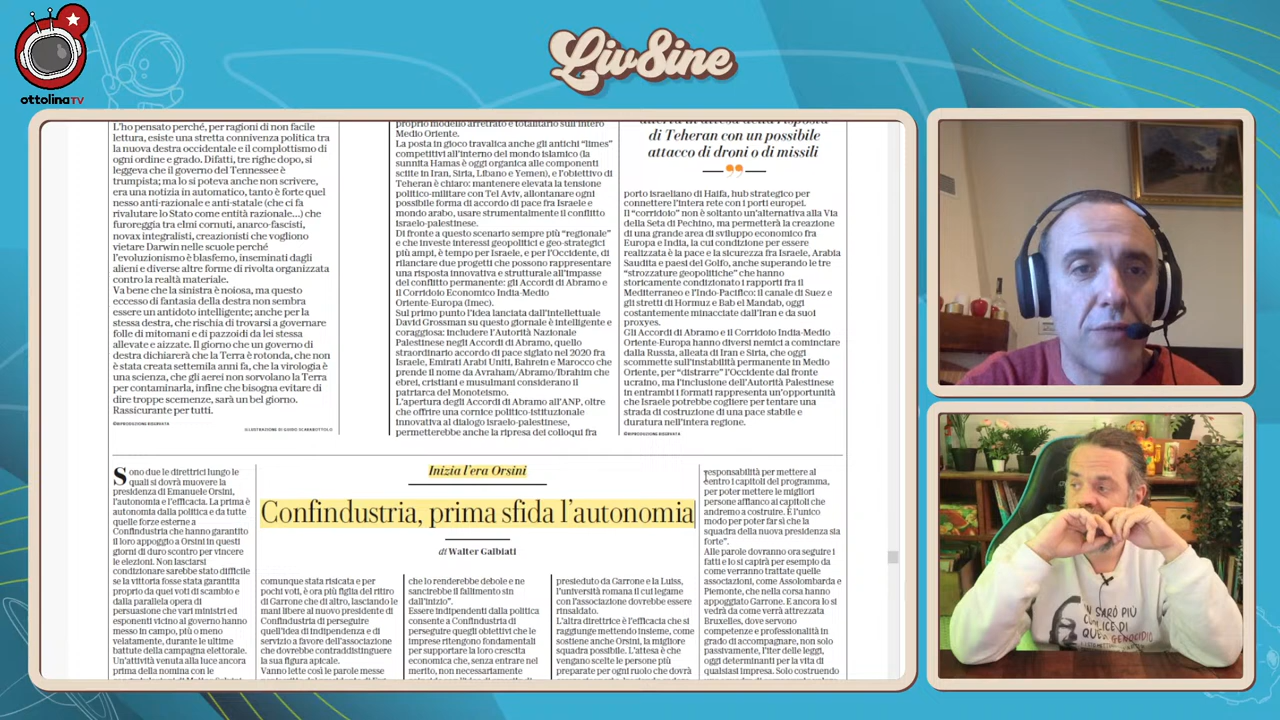 ottolinaTV
Liv8ine
L'ho pensato perché, per ragioni di non facile
lettura, esiste una stretta connivenza politica tra
la nuova destra occidentale e il complottismo di
ogni ordine e grado. Difatti, tre righe dopo, si
leggeva che il governo del Tennessee è
trumpista; ma lo si poteva anche non scrivere,
era una notizia in automatico, tanto è forte quel
nesso anti-razionale e anti-statale (che ci fa
rivalutare lo Stato come entità razionale...) che
furoreggia tra elmi cornuti, anarco-fascisti,
novax integralisti, creazionisti che vogliono
vietare Darwin nelle scuole perché
l'evoluzionismo è blasfemo, inseminati dagli
alieni e diverse altre forme di rivolta organizzata
contro la realtà materiale.
Va bene che la sinistra è noiosa, ma questo
eccesso di fantasia della destra non sembra
essere un antidoto intelligente; anche per la
stessa destra, che rischia di trovarsi a governare
folle di mitomani e di pazzoidi da lei stessa
allevate e aizzate. Il giorno che un governo di
destra dichiarerà che la Terra è rotonda, che non
è stata creata settemila anni fa, che la virologia è
una scienza, che gli aerei non sorvolano la Terra
per contaminarla, infine che bisogna evitare di
dire troppe scemenze, sarà un bel giorno.
Rassicurante per tutti.
©RIPRODUZIONE RISERVATA
ILLUSTRAZIONE DI GUIDO SCARABOTTOLO
proprio modello arretrato e totalitario sull'intero
Medio Oriente.
La posta in gioco travalica anche gli antichi “limes”
competitivi all'interno del mondo islamico (la
sunnita Hamas è oggi organica alle componenti
sciite in Iran, Siria, Libano e Yemen), e l'obiettivo di
Teheran è chiaro: mantenere elevata la tensione
politico-militare con Tel Aviv, allontanare ogni
possibile forma di accordo di pace fra Israele e
mondo arabo, usare strumentalmente il conflitto
israelo-palestinese.
Di fronte a questo scenario sempre più “regionale”
e che investe interessi geopolitici e geo-strategici
più ampi, è tempo per Israele, e per l'Occidente, di
rilanciare due progetti che possono rappresentare
una risposta innovativa e strutturale all'impasse
del conflitto permanente: gli Accordi di Abramo e
il Corridoio Economico India-Medio
Oriente-Europa (Imec).
Sul primo punto l'idea lanciata dall'intellettuale
David Grossman su questo giornale è intelligente e
coraggiosa: includere l'Autorità Nazionale
Palestinese negli Accordi di Abramo, quello
straordinario accordo di pace siglato nel 2020 fra
Israele, Emirati Arabi Uniti, Bahrein e Marocco che
prende il nome da Avraham/Abramo/Ibrahim che
ebrei, cristiani e musulmani considerano il
patriarca del Monoteismo.
L'apertura degli Accordi di Abramo all'ANP, oltre
che offrire una cornice politico-istituzionale
innovativa al dialogo israelo-palestinese,
permetterebbe anche la ripresa dei colloqui fra
di Teheran con un possibile
attacco di droni o di missili
porto israeliano di Haifa, hub strategico per
connettere l'intera rete con i porti europei.
Il “corridoio” non è soltanto un'alternativa alla Via
della Seta di Pechino, ma permetterà la creazione
di una grande area di sviluppo economico fra
Europa e India, la cui condizione per essere
realizzata è la pace e la sicurezza fra Israele, Arabia
Saudita e paesi del Golfo, anche superando le tre
“strozzature geopolitiche” che hanno
storicamente condizionato i rapporti fra il
Mediterraneo e l'Indo-Pacifico: il canale di Suez e
gli stretti di Hormuz e Bab el Mandab, oggi
costantemente minacciate dall'Iran e da suoi
proxyes.
Gli Accordi di Abramo e il Corridoio India-Medio
Oriente-Europa hanno diversi nemici a cominciare
dalla Russia, alleata di Iran e Siria, che oggi
scommette sull'instabilità permanente in Medio
Oriente, per “distrarre” l'Occidente dal fronte
ucraino, ma l'inclusione dell'Autorità Palestinese
in entrambi i formati rappresenta un'opportunità
che Israele potrebbe cogliere per tentare una
strada di costruzione di una pace stabile e
duratura nell'intera regione.
©RIPRODUZIONE RISERVATA
Inizia l'era Orsini
Confindustria, prima sfida l'autonomia
di Walter Galbiati
Sono due le direttrici lungo le
quali si dovrà muovere la
presidenza di Emanuele Orsini,
l'autonomia e l'efficacia. La prima è
autonomia dalla politica e da tutte
quelle forze esterne a
Confindustria che hanno garantito
il loro appoggio a Orsini in questi
giorni di duro scontro per vincere
le elezioni. Non lasciarsi
condizionare sarebbe stato difficile
se la vittoria fosse stata garantita
proprio da quei voti di scambio e
dalla parallela opera di
persuasione che vari ministri ed
esponenti vicino al governo hanno
messo in campo, più o meno
velatamente, durante le ultime
battute della campagna elettorale.
Un'attività venuta alla luce ancora
prima della nomina con le
comunque stata risicata e per
pochi voti, è ora più figlia del ritiro
di Garrone che di altro, lasciando le
mani libere al nuovo presidente di
Confindustria di perseguire
quell'idea di indipendenza e di
servizio a favore dell'associazione
che dovrebbe contraddistinguere
la sua figura apicale.
Vanno lette così le parole messe
che lo renderebbe debole e ne
sancirebbe il fallimento sin
dall'inizio”.
Essere indipendenti dalla politica
consente a Confindustria di
perseguire quegli obiettivi che le
imprese ritengono fondamentali
per supportare la loro crescita
economica che, senza entrare nel
merito, non necessariamente
presieduto da Garrone e la Luiss,
l'università romana il cui legame
con l'associazione dovrebbe essere
rinsaldato.
L'altra direttrice è l'efficacia che si
raggiunge mettendo insieme, come
sostiene anche Orsini, la migliore
squadra possibile. L'attesa è che
vengano scelte le persone più
preparate per ogni ruolo che dovrà
responsabilità per mettere al
centro i capitoli del programma,
per poter mettere le migliori
persone affianco ai capitoli che
andremo a costruire. È l'unico
modo per poter far sì che la
squadra della nuova presidenza sia
forte”.
Alle parole dovranno ora seguire i
fatti e lo si capirà per esempio da
come verranno trattate quelle
associazioni, come Assolombarda e
Piemonte, che nella corsa hanno
appoggiato Garrone. E ancora lo si
vedrà da come verrà attrezzata
Bruxelles, dove servono
competenze e professionalità in
grado di accompagnare, non solo
passivamente, l'iter delle leggi,
oggi determinanti per la vita di
qualsiasi impresa. Solo costruendo
SARÒ PIÙ
COMPLICE DI
GENOCIDIO